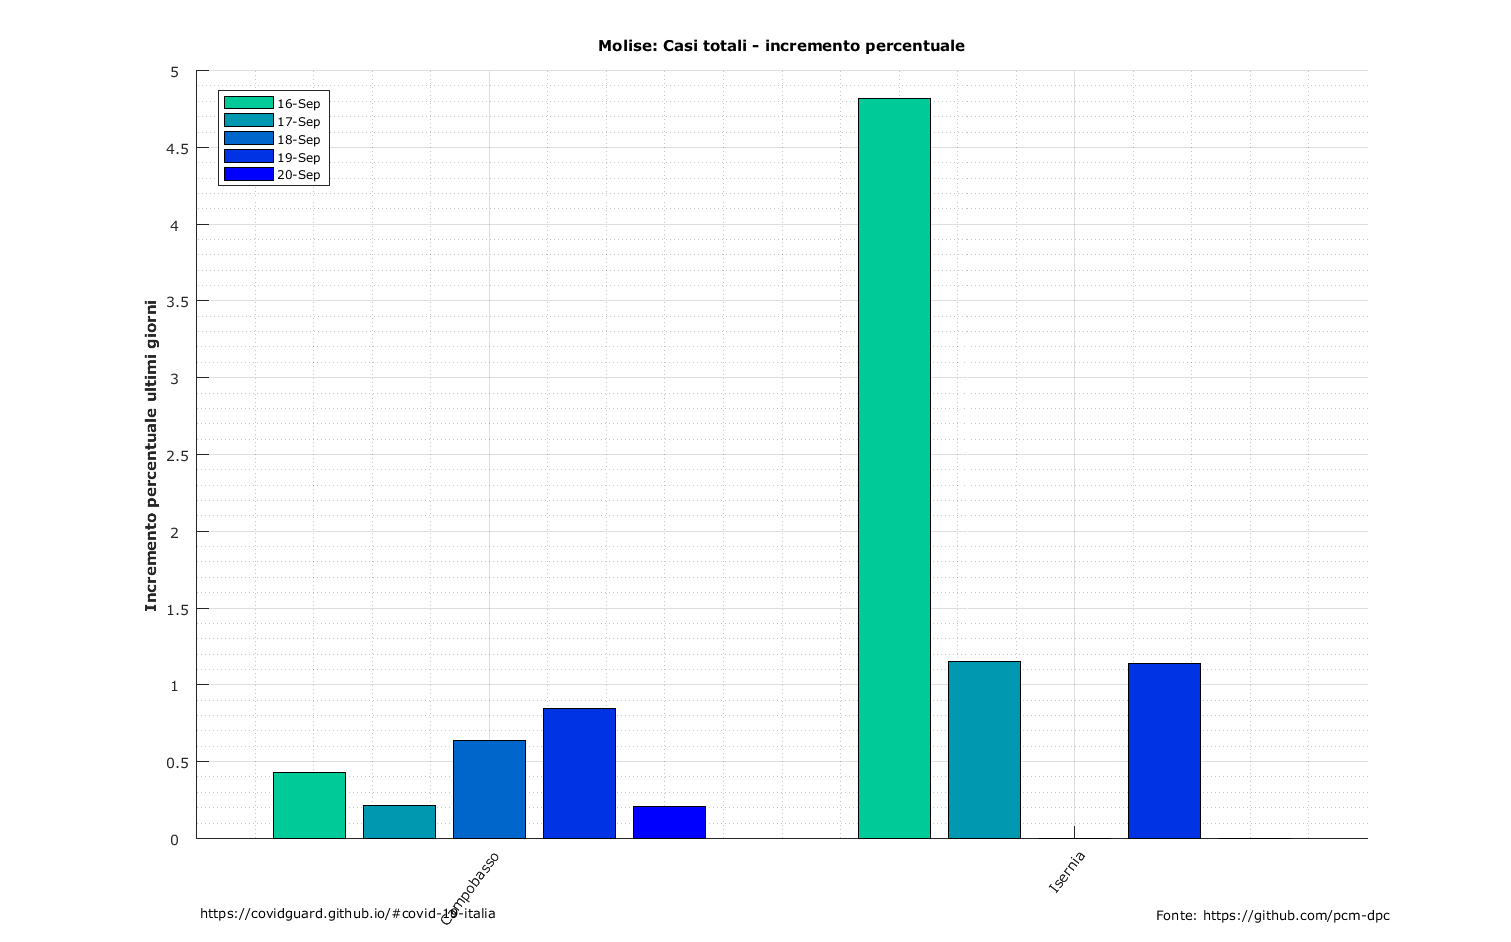 Molise: Casi totali - incremento percentuale
16-Sep
17-Sep
18-Sep
19-Sep
20-Sep
Incremento percentuale ultimi giorni
5
4.5
4
3.5
3
2.5
2
1.5
1
0.5
0
Campobasso
Isernia
https://covidguard.github.io/#covid-19-italia
Fonte: https://github.com/pcm-dpc